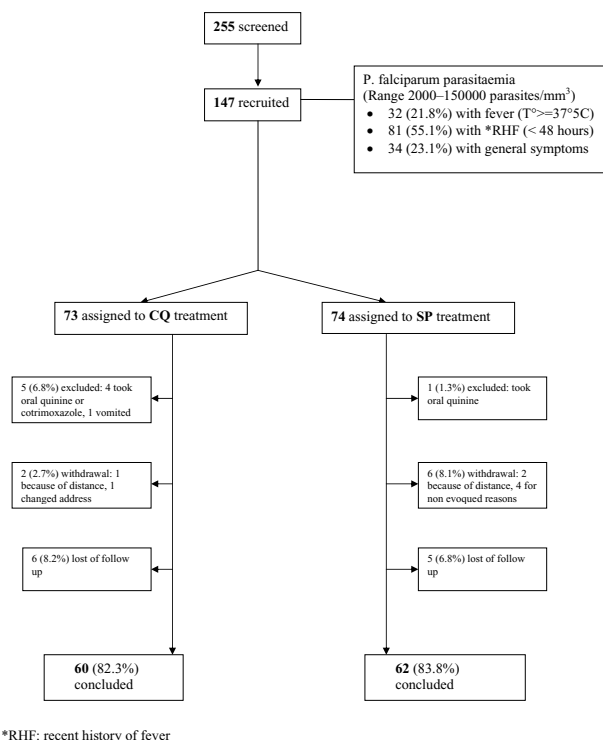 255 screened
147 recruited
P. falciparum parasitaemia
(Range 2000–150000 parasites/mm³)
• 32 (21.8%) with fever (T°>=37°5C)
• 81 (55.1%) with *RHF (< 48 hours)
• 34 (23.1%) with general symptoms
73 assigned to CQ treatment
74 assigned to SP treatment
5 (6.8%) excluded: 4 took
oral quinine or
cotrimoxazole, 1 vomited
1 (1.3%) excluded: took
oral quinine
2 (2.7%) withdrawal: 1
because of distance, 1
changed address
6 (8.1%) withdrawal: 2
because of distance, 4 for
non evoqued reasons
6 (8.2%) lost of follow
up
5 (6.8%) lost of follow
up
60 (82.3%)
concluded
62 (83.8%)
concluded
*RHF: recent history of fever